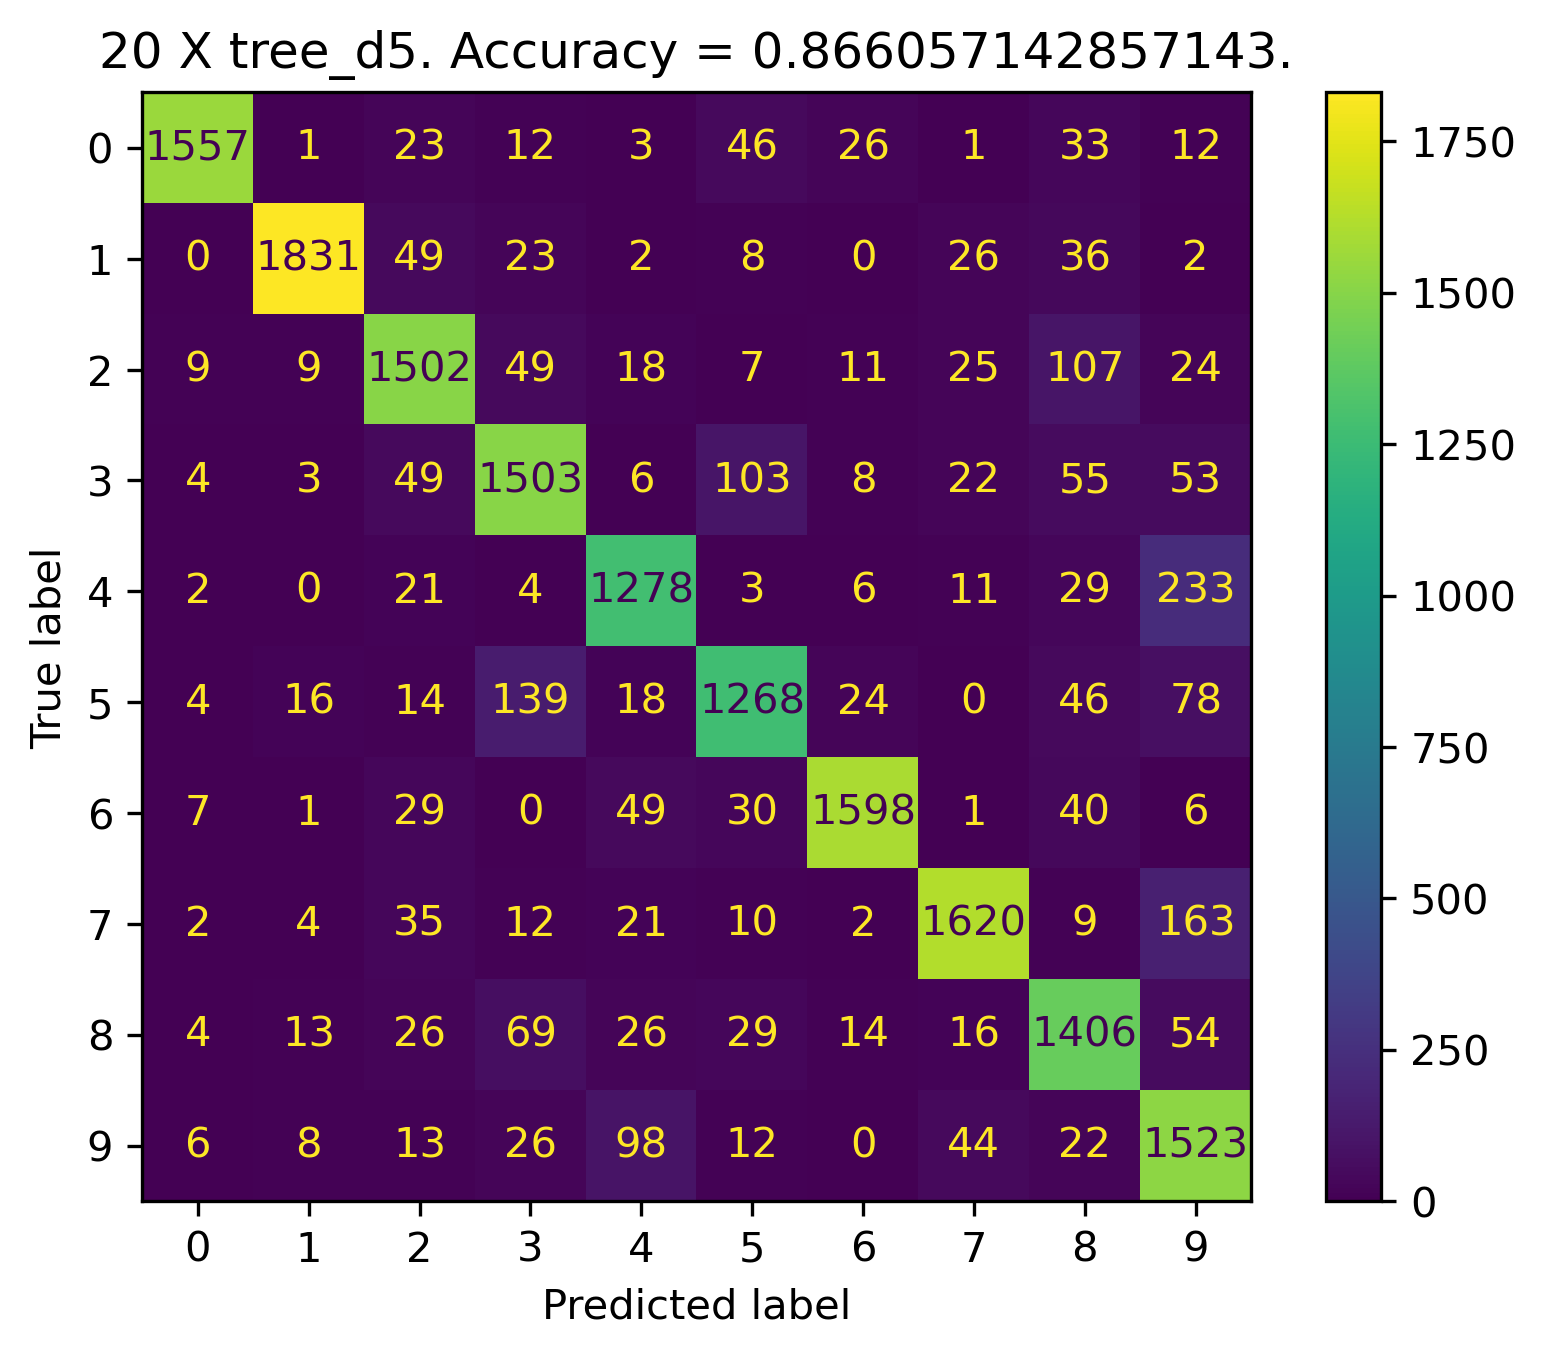 20 X tree_d5. Accuracy = 0.8660571428571143.
0 1557 1 23 12 3 46 26 1 33 12
1 0 1831 49 23 2 8 0 26 36 2
2 9 9 1502 49 18 7 11 25 107 24
3 4 3 49 1503 6 103 8 22 55 53
4 2 0 21 4 1278 3 6 11 29 233
5 4 16 14 139 18 1268 24 0 46 78
6 7 1 29 0 49 30 1598 1 40 6
7 2 4 35 12 21 10 2 1620 9 163
8 4 13 26 69 26 29 14 16 1406 54
9 6 8 13 26 98 12 0 44 22 1523
0 1 2 3 4 5 6 7 8 9
Predicted label
True label
1750
1500
1250
1000
750
500
250
0